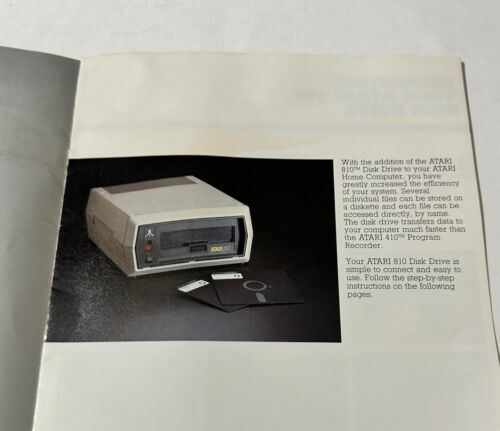 With the addition of the ATARI
810™ Disk Drive to your ATARI
Home Computer, you have
greatly increased the efficiency
of your system. Several
individual files can be stored on
a diskette and each file can be
accessed directly, by name.
The disk drive transfers data to
your computer much faster than
the ATARI 410™ Program
Recorder.
Your ATARI 810 Disk Drive is
simple to connect and easy to
use. Follow the step-by-step
instructions on the following
pages.
ATARI 810